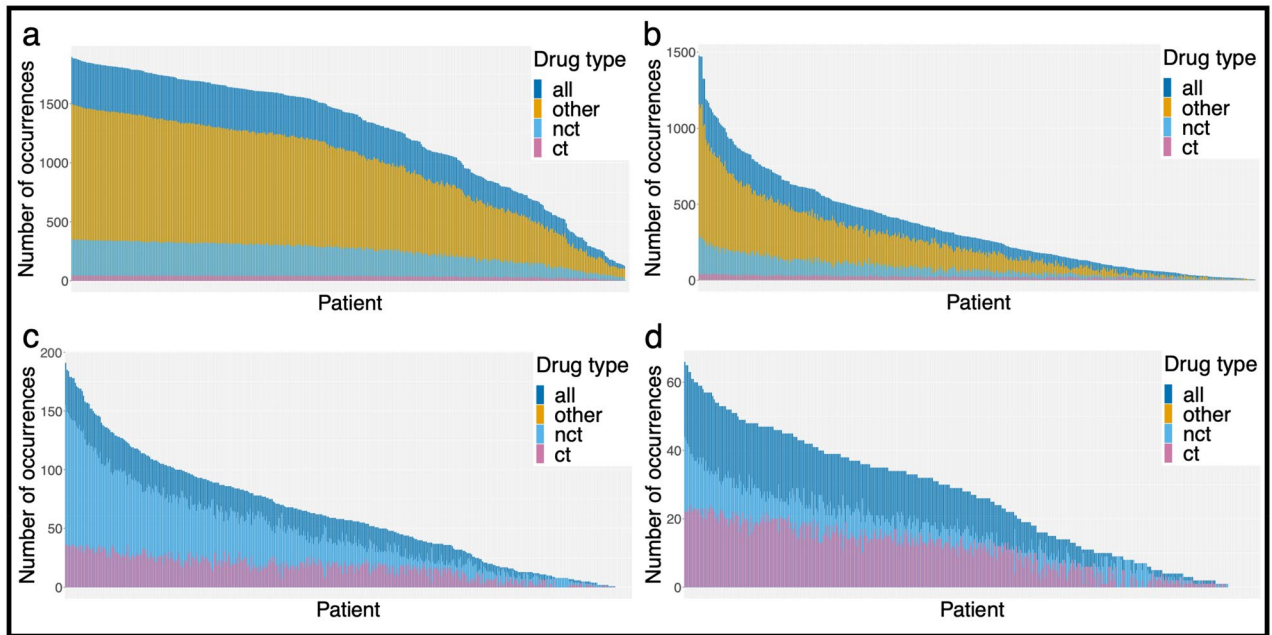 a
Drug type
all
other
nct
ct
Number of occurrences
1500
1000
500
0
Patient
b
Drug type
all
other
nct
ct
Number of occurrences
1500
1000
500
0
Patient
c
Drug type
all
other
nct
ct
Number of occurrences
200
150
100
50
0
Patient
d
Drug type
all
other
nct
ct
Number of occurrences
60
40
20
0
Patient